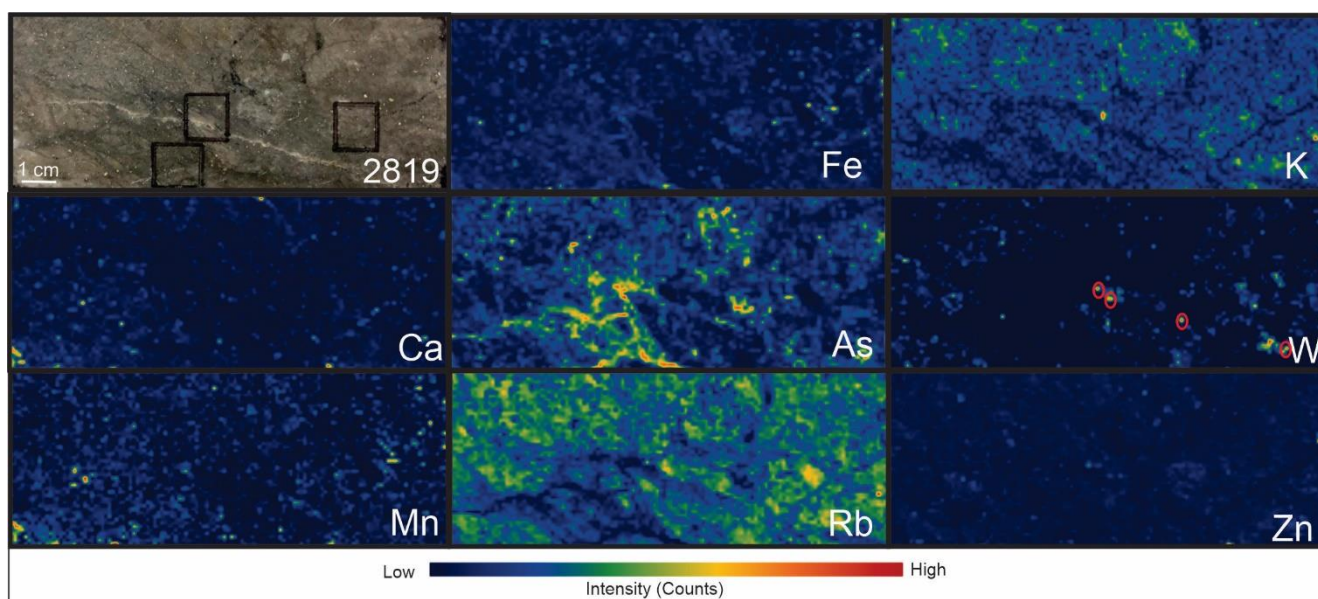 1 cm
2819
Fe
K
Ca
As
W
Mn
Rb
Zn
Low
High
Intensity (Counts)